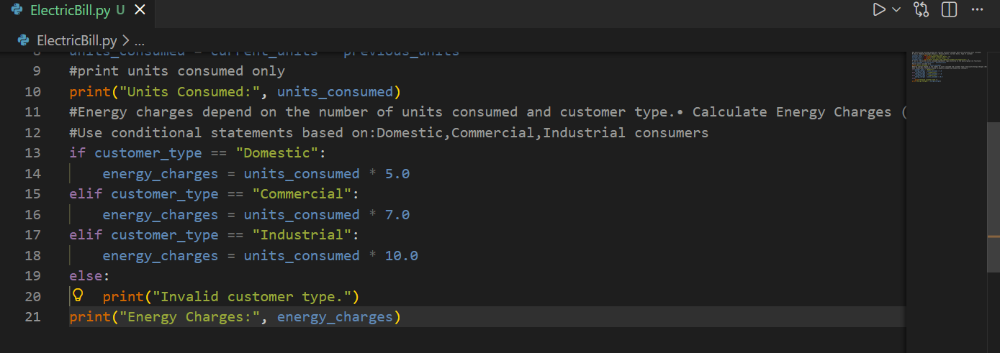 ElectricBill.py U
ElectricBill.py > ...
8 units_consumed = current_units - previous_units
9 #print units consumed only
10 print("Units Consumed:", units_consumed)
11 #Energy charges depend on the number of units consumed and customer type.• Calculate Energy Charges (
12 #Use conditional statements based on:Domestic,Commercial,Industrial consumers
13 if customer_type == "Domestic":
14     energy_charges = units_consumed * 5.0
15 elif customer_type == "Commercial":
16     energy_charges = units_consumed * 7.0
17 elif customer_type == "Industrial":
18     energy_charges = units_consumed * 10.0
19 else:
20     print("Invalid customer type.")
21 print("Energy Charges:", energy_charges)